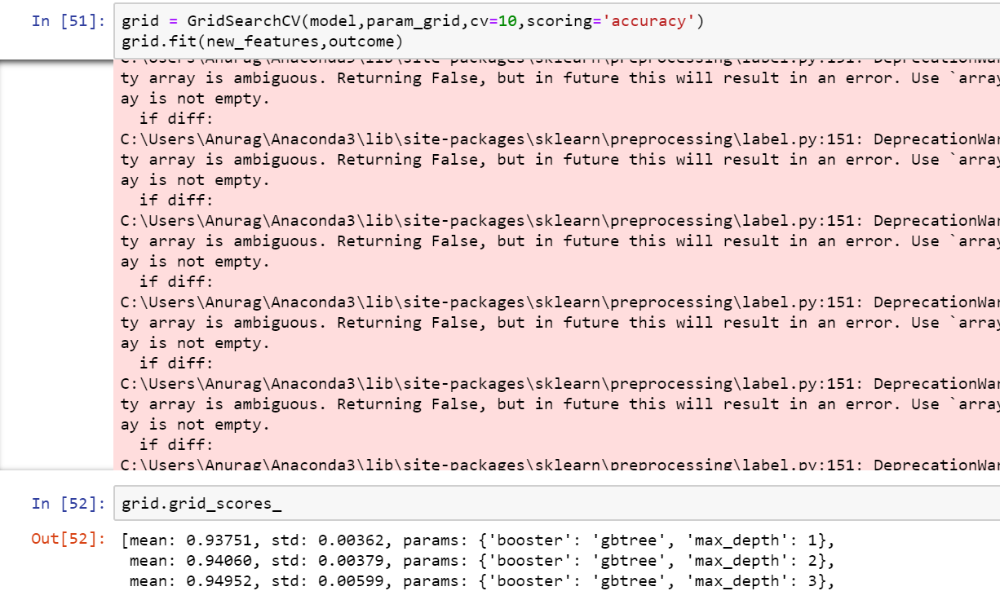 In [51]: grid = GridSearchCV(model,param_grid,cv=10,scoring='accuracy')
grid.fit(new_features,outcome)
C:\Users\Anurag\Anaconda3\lib\site-packages\sklearn\preprocessing\label.py:151: DeprecationWar
ty array is ambiguous. Returning False, but in future this will result in an error. Use `array
ay is not empty.
  if diff:
C:\Users\Anurag\Anaconda3\lib\site-packages\sklearn\preprocessing\label.py:151: DeprecationWar
ty array is ambiguous. Returning False, but in future this will result in an error. Use `array
ay is not empty.
  if diff:
C:\Users\Anurag\Anaconda3\lib\site-packages\sklearn\preprocessing\label.py:151: DeprecationWar
ty array is ambiguous. Returning False, but in future this will result in an error. Use `array
ay is not empty.
  if diff:
C:\Users\Anurag\Anaconda3\lib\site-packages\sklearn\preprocessing\label.py:151: DeprecationWar
ty array is ambiguous. Returning False, but in future this will result in an error. Use `array
ay is not empty.
  if diff:
C:\Users\Anurag\Anaconda3\lib\site-packages\sklearn\preprocessing\label.py:151: DeprecationWar
ty array is ambiguous. Returning False, but in future this will result in an error. Use `array
ay is not empty.
  if diff:
C:\Users\Anurag\Anaconda3\lib\site-packages\sklearn\preprocessing\label.py:151: DeprecationWar
In [52]: grid.grid_scores_
Out[52]: [mean: 0.93751, std: 0.00362, params: {'booster': 'gbtree', 'max_depth': 1},
mean: 0.94060, std: 0.00379, params: {'booster': 'gbtree', 'max_depth': 2},
mean: 0.94952, std: 0.00599, params: {'booster': 'gbtree', 'max_depth': 3},